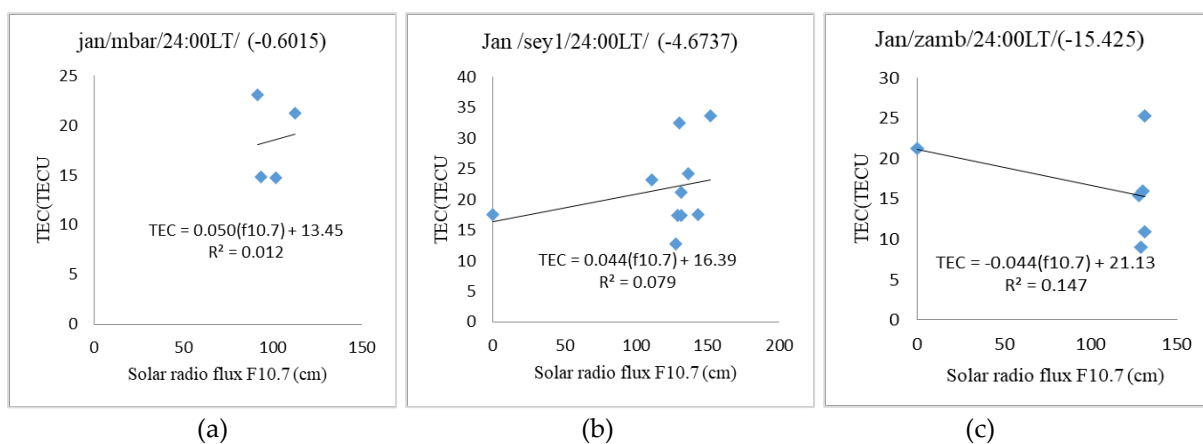 jan/mbar/24:00LT/ (-0.6015)
TEC(TECU
25
20
15
10
5
0
TEC = 0.050(f10.7) + 13.45
R² = 0.012
0 50 100 150
Solar radio flux F10.7 (cm)
(a)
Jan /sey1/24:00LT/ (-4.6737)
TEC(TECU
40
35
30
25
20
15
10
5
0
TEC = 0.044(f10.7) + 16.39
R² = 0.079
0 50 100 150 200
Solar radio flux F10.7 (cm)
(b)
Jan/zamb/24:00LT/(-15.425)
TEC(TECU
30
25
20
15
10
5
0
TEC = -0.044(f10.7) + 21.13
R² = 0.147
0 50 100 150
Solar radio flux F10.7 (cm)
(c)